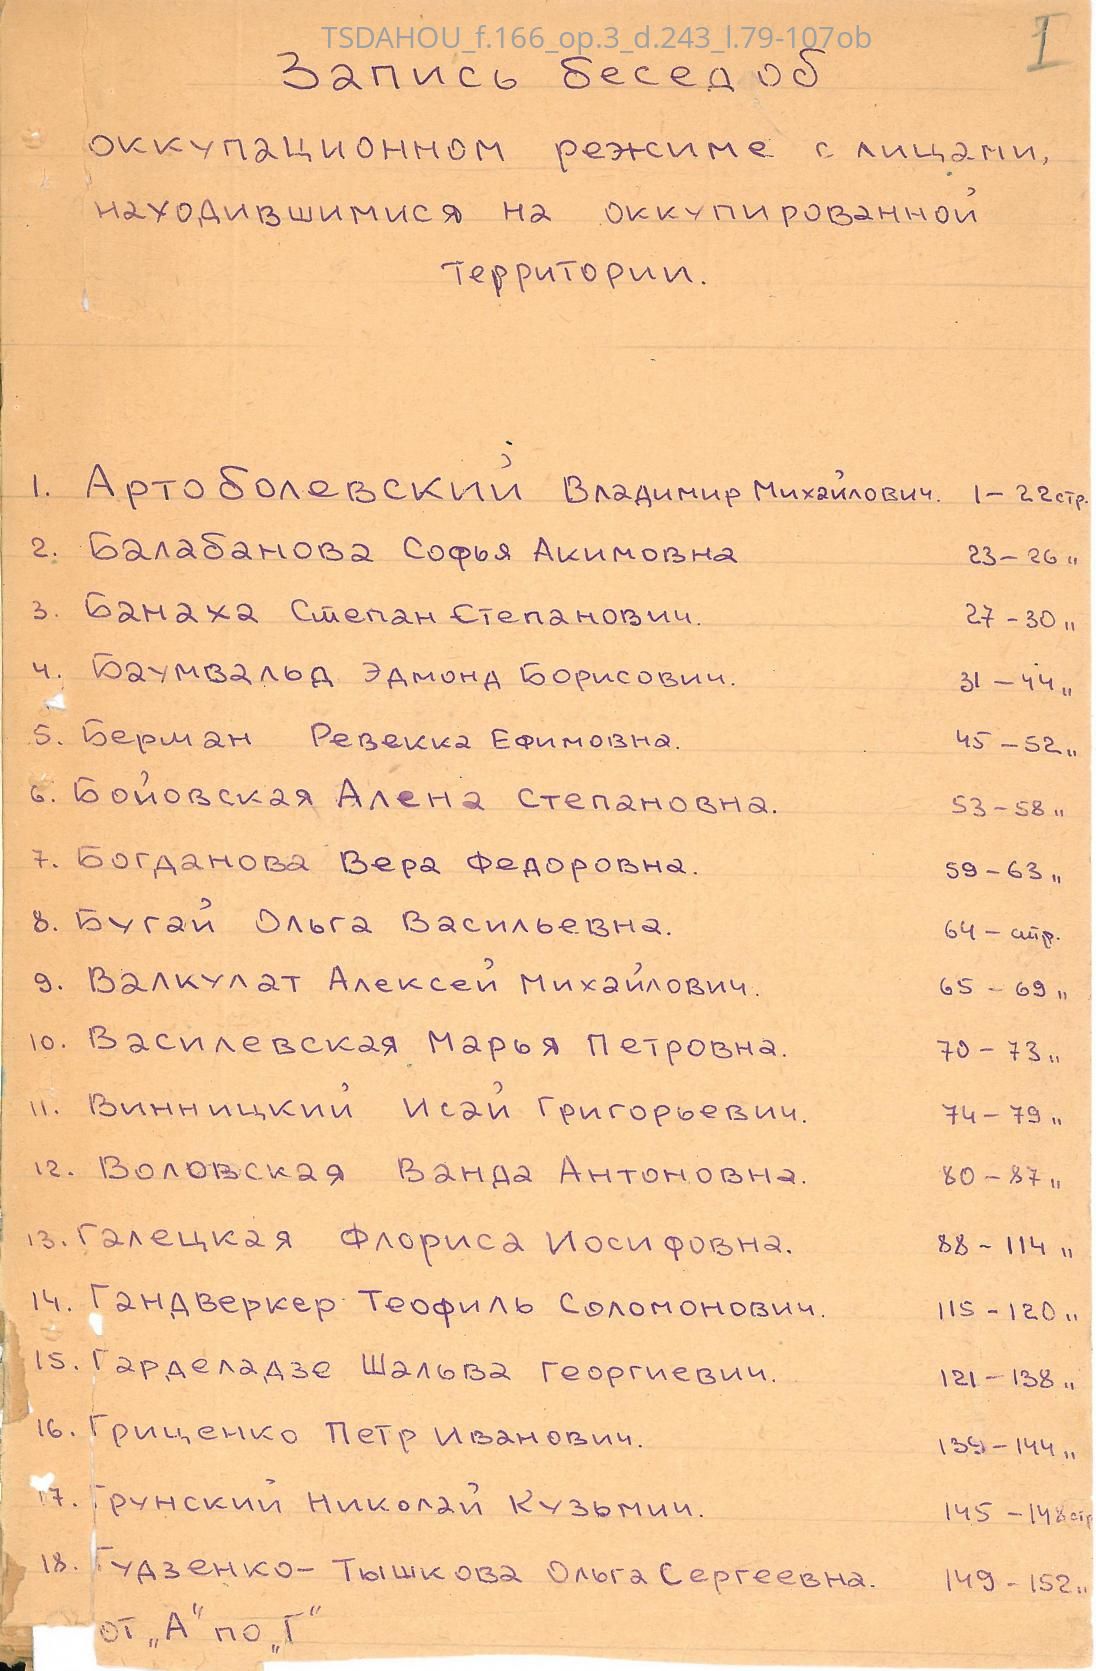 TSDAHOU_f.166_op.3_d.243_l.79-107ob
I
Запись бесед об
оккупационном режиме с лицами,
находившимися на оккупированной
территории.
1. Артоболевский Владимир Михайлович. 1-22 стр.
2. Балабанова Софья Акимовна 23-26 "
3. Банаха Степан Степанович. 27-30 "
4. Баумвальд Эдмонд Борисович. 31-44 "
5. Берман Ревекка Ефимовна. 45-52 "
6. Бойовская Алена Степановна. 53-58 "
7. Богданова Вера Федоровна. 59-63 "
8. Бугай Ольга Васильевна. 64- стр.
9. Валкулат Алексей Михайлович. 65-69 "
10. Василевская Марья Петровна. 70-73 "
11. Винницкий Исай Григорьевич. 74-79 "
12. Воловская Ванда Антоновна. 80-87 "
13. Галецкая Флориса Иосифовна. 88-114 "
14. Гандверкер Теофиль Соломонович. 115-120 "
15. Гарделадзе Шальва Георгиевич. 121-138 "
16. Гриценко Петр Иванович. 139-144 "
17. Грунский Николай Кузьмич. 145-148 стр
18. Гудзенко-Тышкова Ольга Сергеевна. 149-152 "
от „А" по „Г"